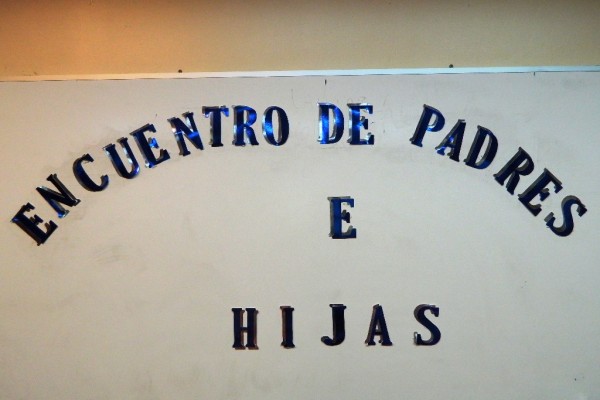 ENCUENTRO DE PADRES
E
HIJAS